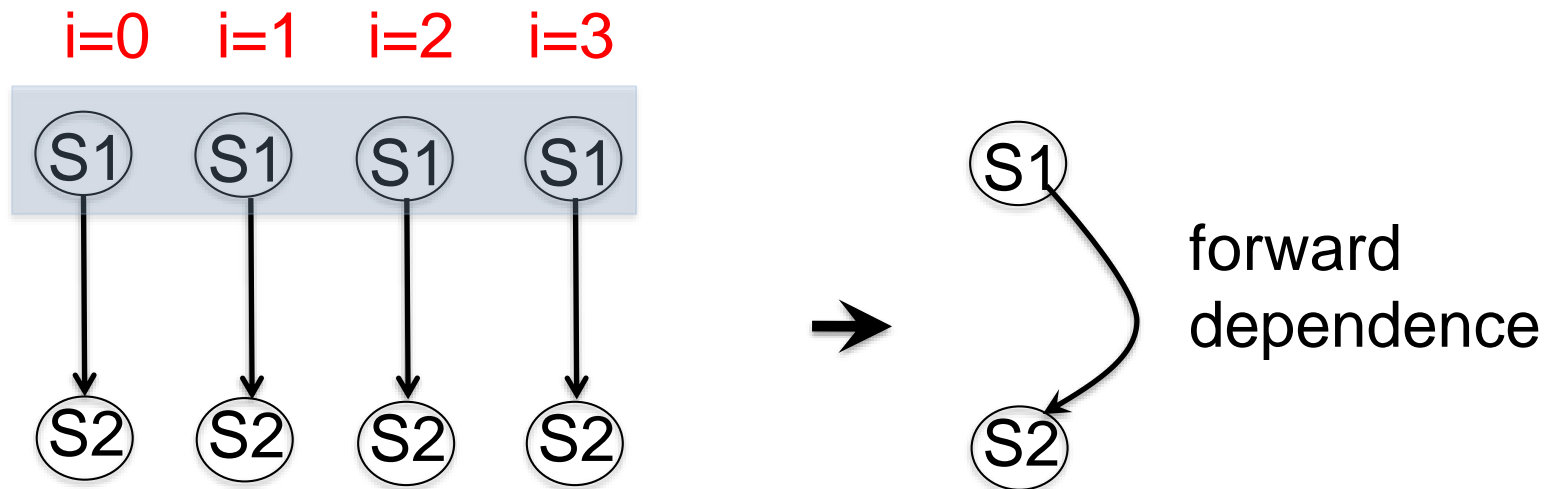 i=0 i=1 i=2 i=3
S1 S1 S1 S1
S2 S2 S2 S2
S1
forward
dependence
S2